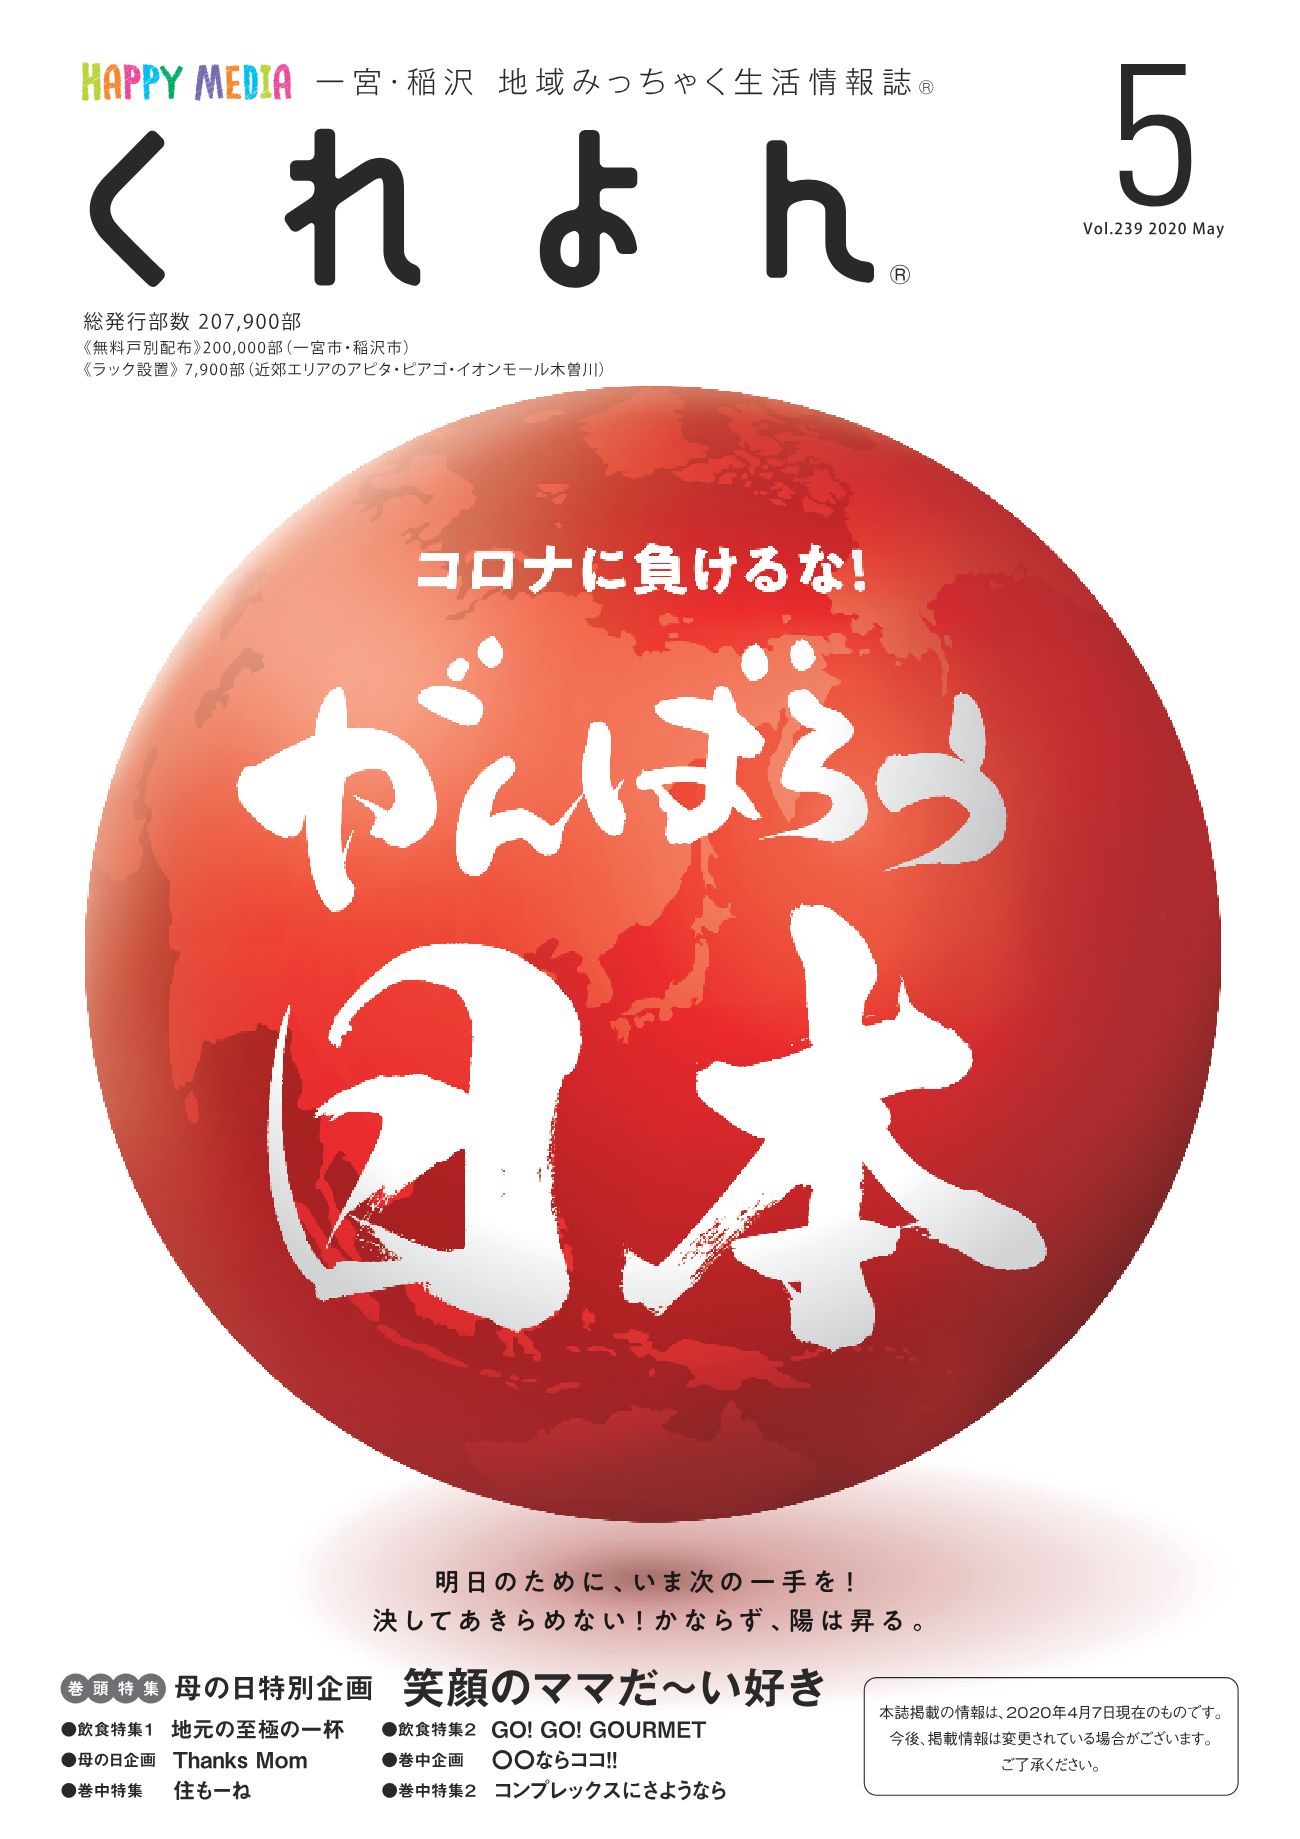 HAPPY MEDIA 一宮・稲沢 地域みっちゃく生活情報誌®
くれよん®
5
Vol.239 2020 May
総発行部数 207,900部
《無料戸別配布》200,000部（一宮市・稲沢市）
《ラック設置》 7,900部（近郊エリアのアピタ・ピアゴ・イオンモール木曽川）
コロナに負けるな！
がんばろう
日本
明日のために、いま次の一手を！
決してあきらめない！かならず、陽は昇る。
巻頭特集 母の日特別企画 笑顔のママだ〜い好き
●飲食特集1 地元の至極の一杯
●母の日企画 Thanks Mom
●巻中特集 住もーね
●飲食特集2 GO! GO! GOURMET
●巻中企画 〇〇ならココ!!
●巻中特集2 コンプレックスにさようなら
本誌掲載の情報は、2020年4月7日現在のものです。
今後、掲載情報は変更されている場合がございます。
ご了承ください。